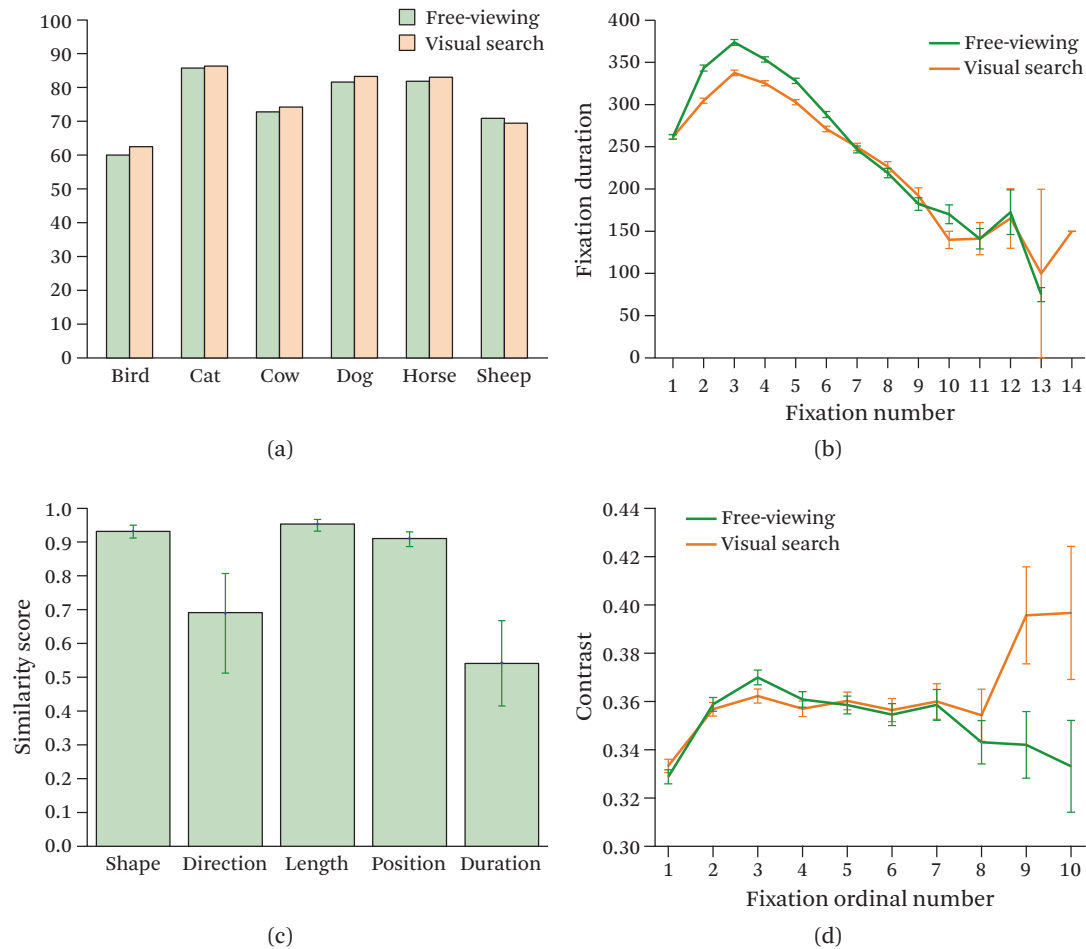 Free-viewing
Visual search
100
90
80
70
60
50
40
30
20
10
0
Bird Cat Cow Dog Horse Sheep
(a)
Free-viewing
Visual search
Fixation duration
400
350
300
250
200
150
100
50
0
1 2 3 4 5 6 7 8 9 10 11 12 13 14
Fixation number
(b)
Similarity score
1.0
0.9
0.8
0.7
0.6
0.5
0.4
0.3
0.2
0.1
0.0
Shape Direction Length Position Duration
(c)
Free-viewing
Visual search
Contrast
0.44
0.42
0.40
0.38
0.36
0.34
0.32
0.30
1 2 3 4 5 6 7 8 9 10
Fixation ordinal number
(d)